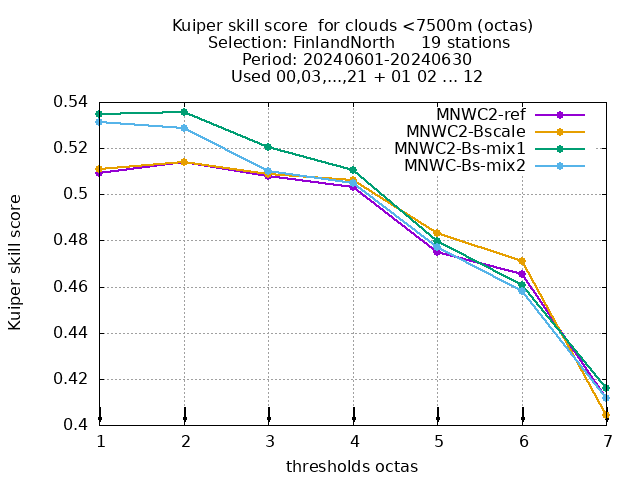 Kuiper skill score  for clouds <7500m (octas)
Selection: FinlandNorth     19 stations
Period: 20240601-20240630
Used 00,03,...,21 + 01 02 ... 12
MNWC2-ref
MNWC2-Bscale
MNWC2-Bs-mix1
MNWC-Bs-mix2
Kuiper skill score
0.54
0.52
0.5
0.48
0.46
0.44
0.42
0.4
1 2 3 4 5 6 7
thresholds octas